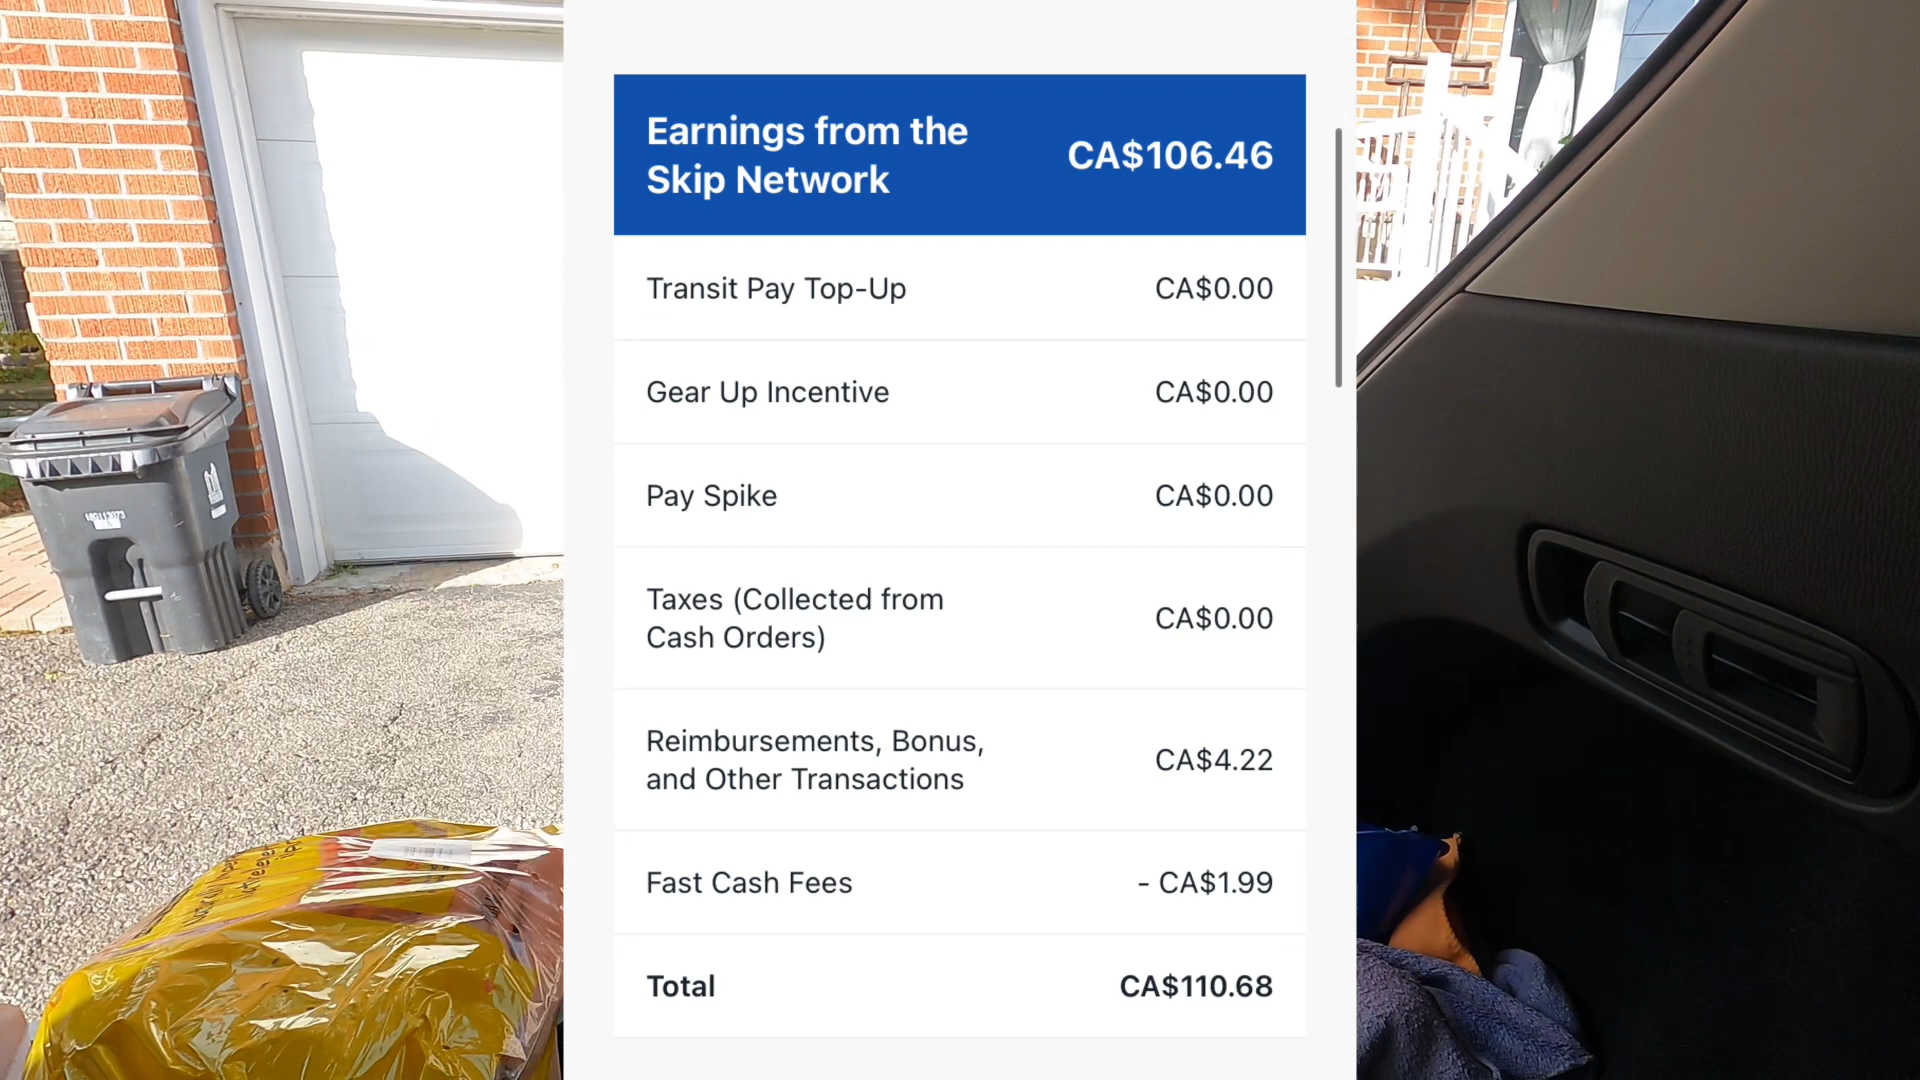 Earnings from the
Skip Network
CA$106.46
Transit Pay Top-Up
CA$0.00
Gear Up Incentive
CA$0.00
Pay Spike
CA$0.00
Taxes (Collected from
Cash Orders)
CA$0.00
Reimbursements, Bonus,
and Other Transactions
CA$4.22
Fast Cash Fees
- CA$1.99
Total
CA$110.68